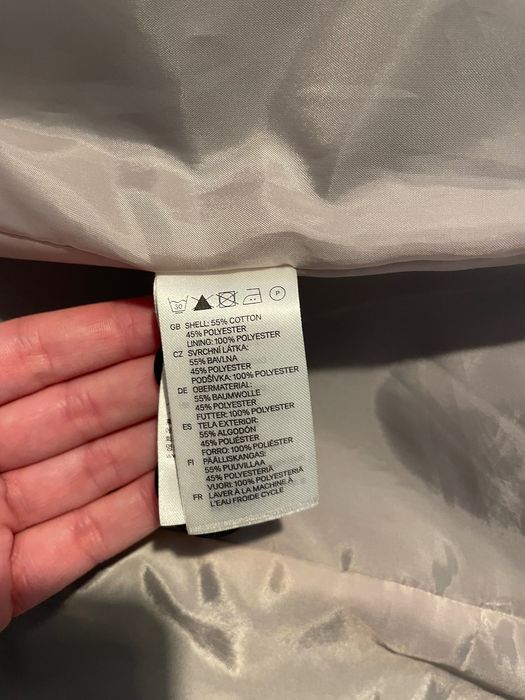 30
P
GB SHELL: 55% COTTON
45% POLYESTER
LINING: 100% POLYESTER
CZ SVRCHNÍ LÁTKA:
55% BAVLNA
45% POLYESTER
PODŠÍVKA: 100% POLYESTER
DE OBERMATERIAL:
55% BAUMWOLLE
45% POLYESTER
FUTTER: 100% POLYESTER
ES TELA EXTERIOR:
55% ALGODÓN
45% POLIÉSTER
FORRO: 100% POLIÉSTER
FI PÄÄLLISKANGAS:
55% PUUVILLAA
45% POLYESTERIÄ
VUORI: 100% POLYESTERIÄ
FR LAVER À LA MACHINE À
L'EAU FROIDE CYCLE